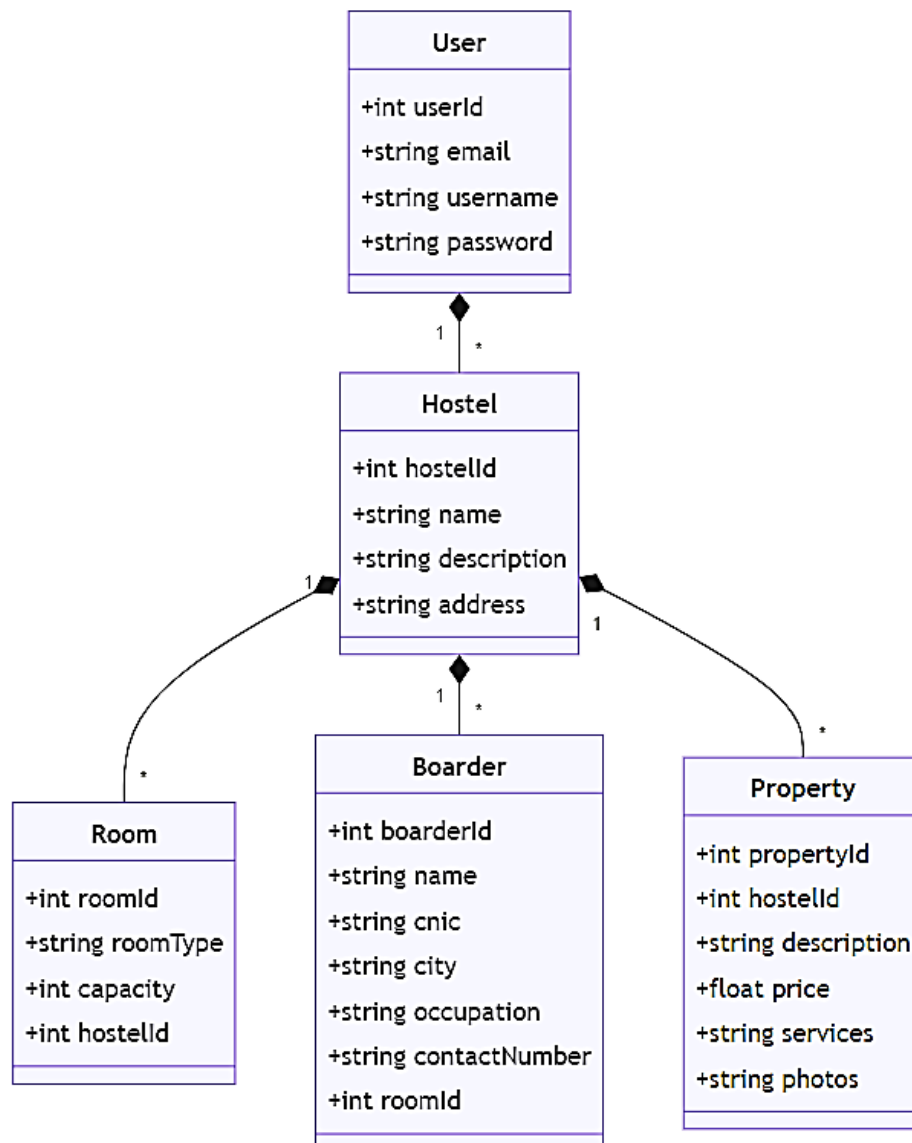 User
+int userId
+string email
+string username
+string password
1
*
Hostel
+int hostelId
+string name
+string description
+string address
1
1
1
*
*
*
Room
+int roomId
+string roomType
+int capacity
+int hostelId
Boarder
+int boarderId
+string name
+string cnic
+string city
+string occupation
+string contactNumber
+int roomId
Property
+int propertyId
+int hostelId
+string description
+float price
+string services
+string photos